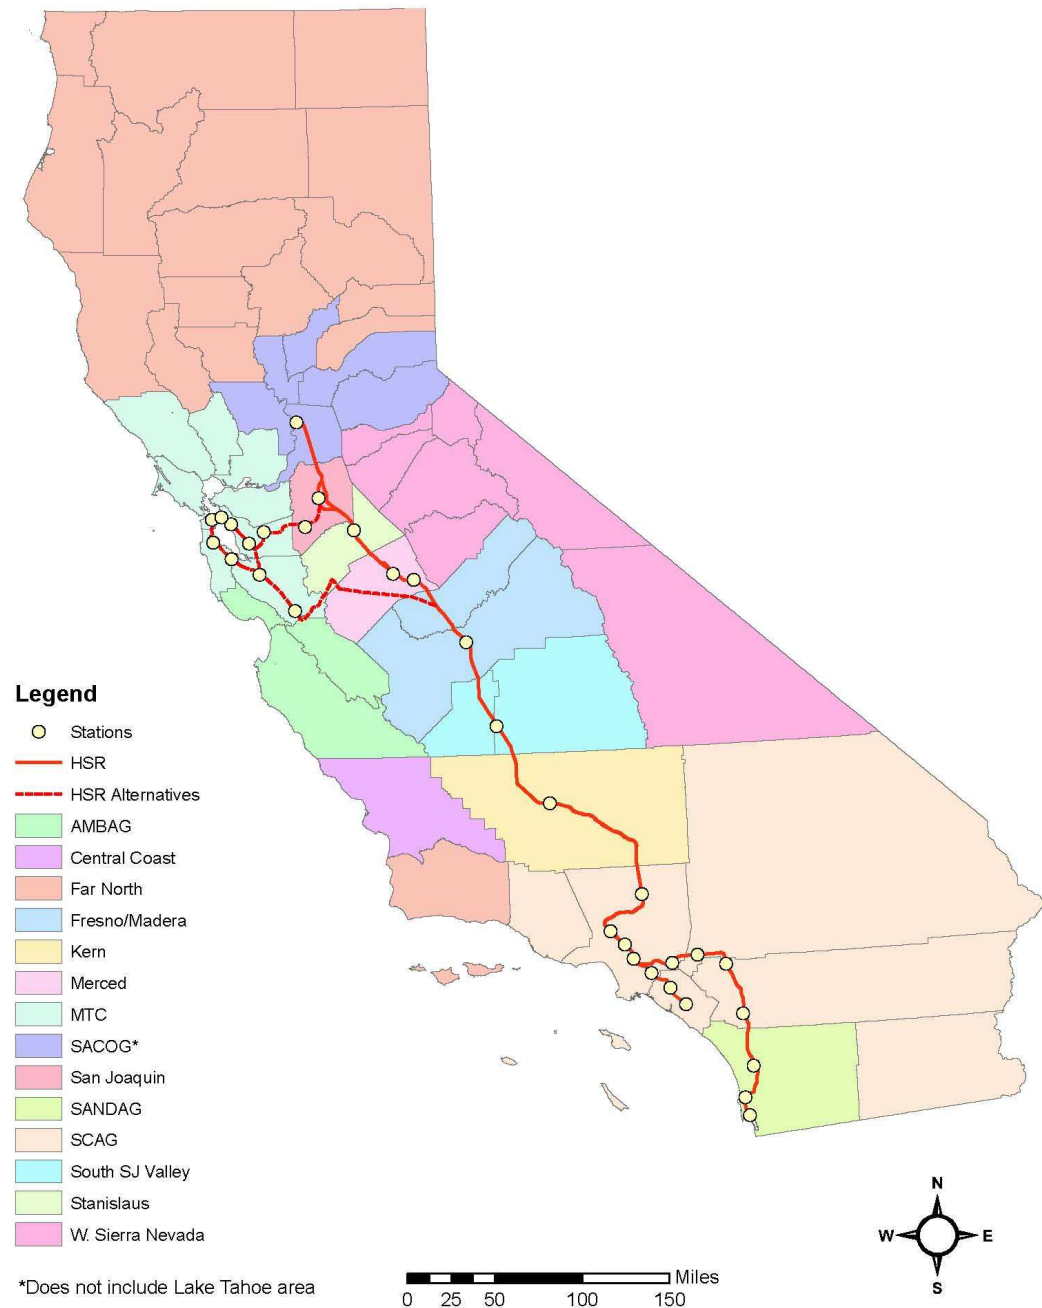 Legend
Stations
HSR
HSR Alternatives
AMBAG
Central Coast
Far North
Fresno/Madera
Kern
Merced
MTC
SACOG*
San Joaquin
SANDAG
SCAG
South SJ Valley
Stanislaus
W. Sierra Nevada
*Does not include Lake Tahoe area
Miles
0 25 50 100 150
N
W E
S